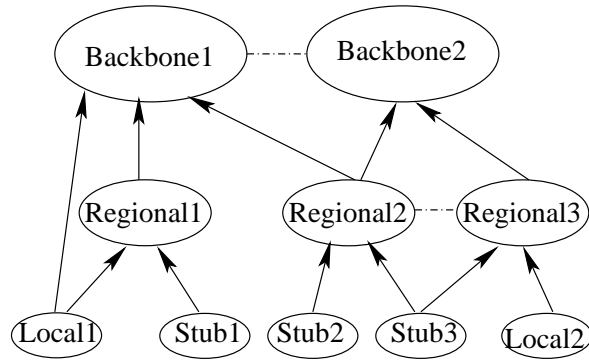 Backbone1
Backbone2
Regional1
Regional2
Regional3
Local1
Stub1
Stub2
Stub3
Local2